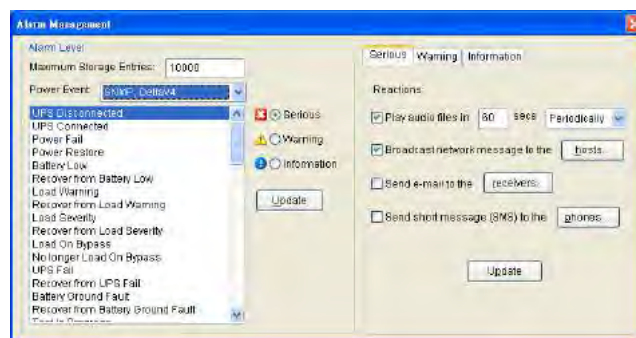 Alarm Management
Alarm Level
Maximum Storage Entries: 10000
Power Event: SNMP, DeltaV4
UPS Disconnected
UPS Connected
Power Fail
Power Restore
Battery Low
Recover from Battery Low
Load Warning
Recover from Load Warning
Load Severity
Recover from Load Severity
Load On Bypass
No longer Load On Bypass
UPS Fail
Recover from UPS Fail
Battery Ground Fault
Recover from Battery Ground Fault
Test In Progress
Serious
Warning
Information
Update
Serious Warning Information
Reactions
Play audio files in 60 secs Periodically
Broadcast network message to the hosts.
Send e-mail to the receivers.
Send short message (SMS) to the phones.
Update